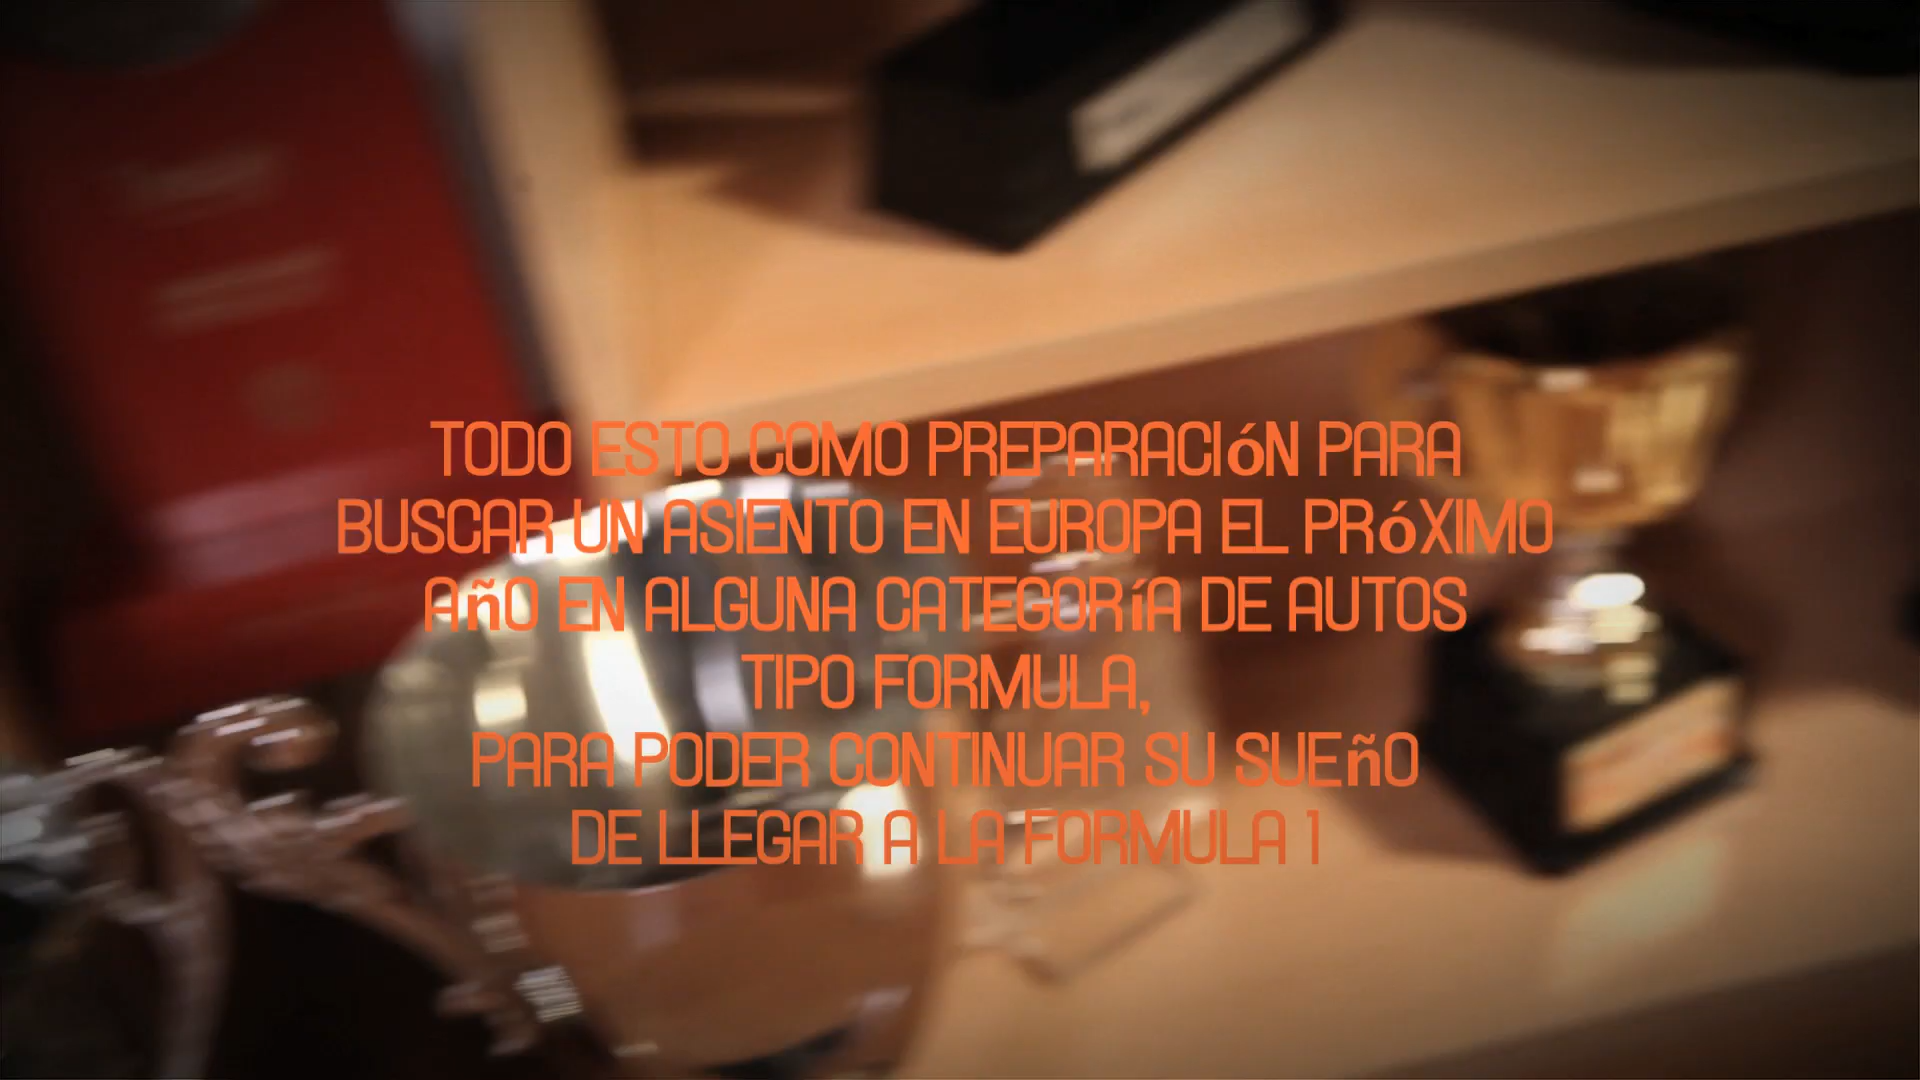 TODO ESTO COMO PREPARACIóN PARA
BUSCAR UN ASIENTO EN EUROPA EL PRóXIMO
AñO EN ALGUNA CATEGORíA DE AUTOS
TIPO FORMULA,
PARA PODER CONTINUAR SU SUEñO
DE LLEGAR A LA FORMULA 1